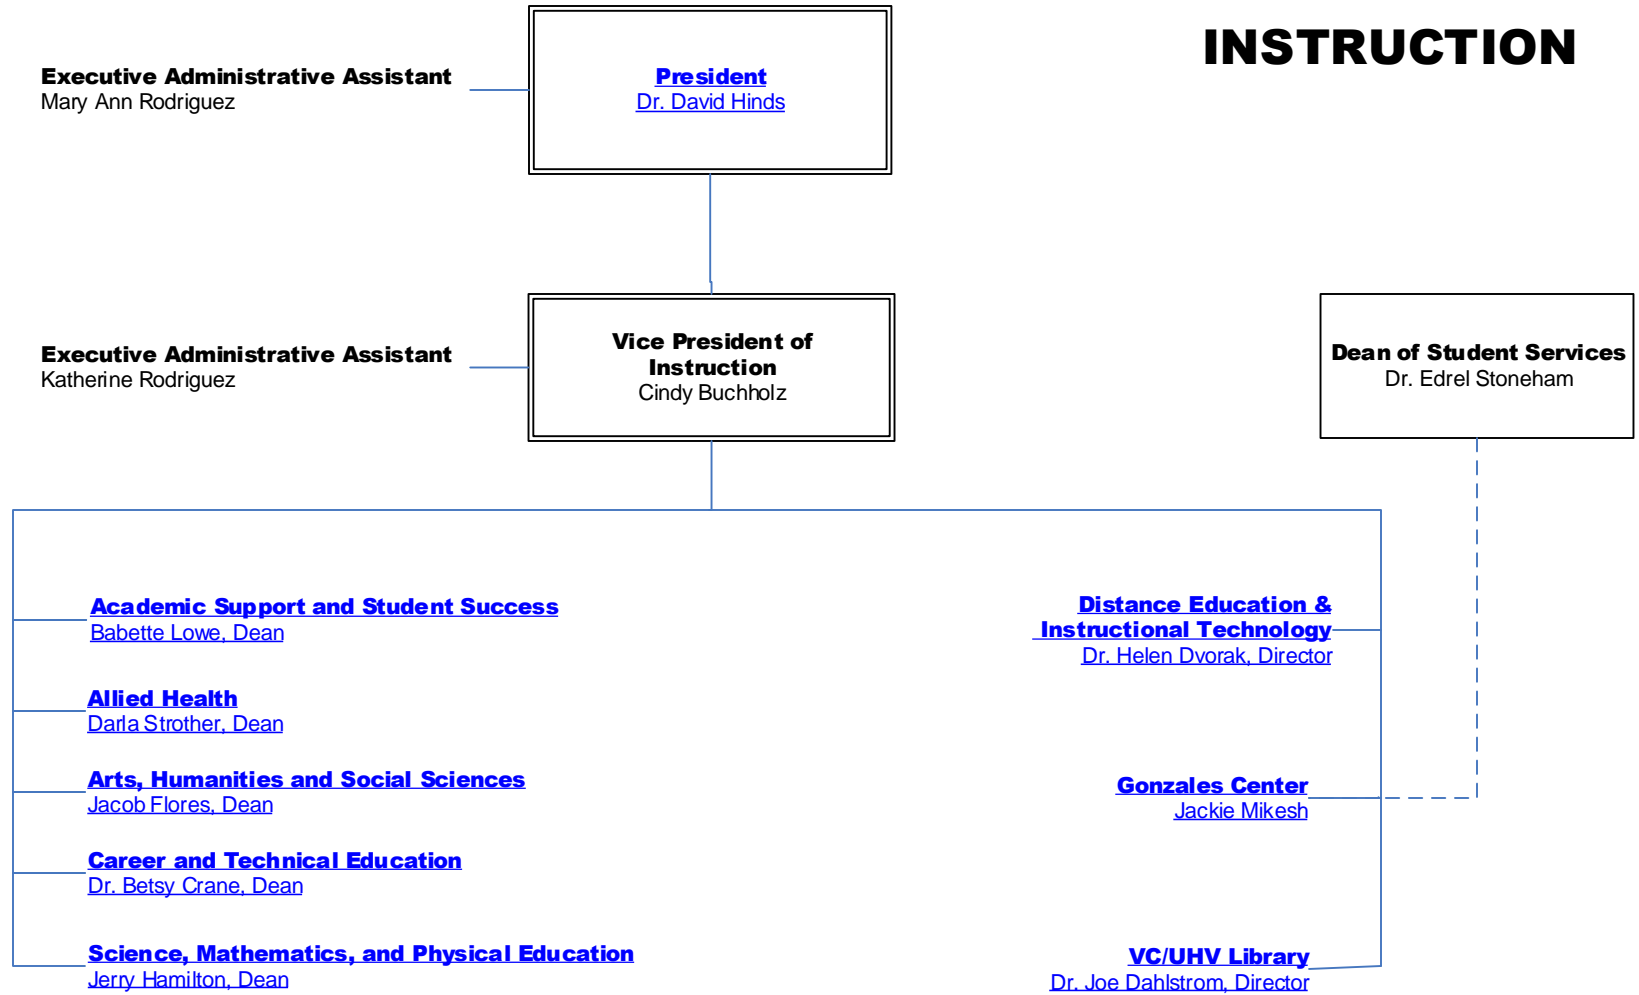 INSTRUCTION
Executive Administrative Assistant
Mary Ann Rodriguez
President
Dr. David Hinds
Executive Administrative Assistant
Katherine Rodriguez
Vice President of
Instruction
Cindy Buchholz
Dean of Student Services
Dr. Edrel Stoneham
Academic Support and Student Success
Babette Lowe, Dean
Allied Health
Darla Strother, Dean
Arts, Humanities and Social Sciences
Jacob Flores, Dean
Career and Technical Education
Dr. Betsy Crane, Dean
Science, Mathematics, and Physical Education
Jerry Hamilton, Dean
Distance Education &
Instructional Technology
Dr. Helen Dvorak, Director
Gonzales Center
Jackie Mikesh
VC/UHV Library
Dr. Joe Dahlstrom, Director